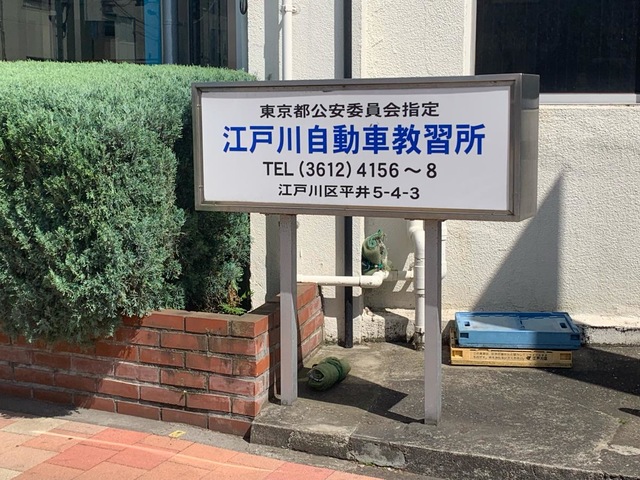 東京都公安委員会指定
江戸川自動車教習所
TEL (3612) 4156～8
江戸川区平井5-4-3